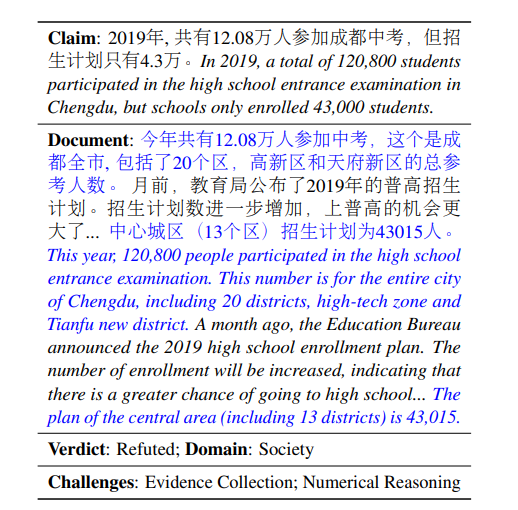 Claim: 2019年, 共有12.08万人参加成都中考，但招
生计划只有4.3万。In 2019, a total of 120,800 students
participated in the high school entrance examination in
Chengdu, but schools only enrolled 43,000 students.
Document: 今年共有12.08万人参加中考，这个是成
都全市, 包括了20个区，高新区和天府新区的总参
考人数。 月前，教育局公布了2019年的普高招生
计划。招生计划数进一步增加，上普高的机会更
大了... 中心城区（13个区）招生计划为43015人。
This year, 120,800 people participated in the high school
entrance examination. This number is for the entire city
of Chengdu, including 20 districts, high-tech zone and
Tianfu new district. A month ago, the Education Bureau
announced the 2019 high school enrollment plan. The
number of enrollment will be increased, indicating that
there is a greater chance of going to high school... The
plan of the central area (including 13 districts) is 43,015.
Verdict: Refuted; Domain: Society
Challenges: Evidence Collection; Numerical Reasoning